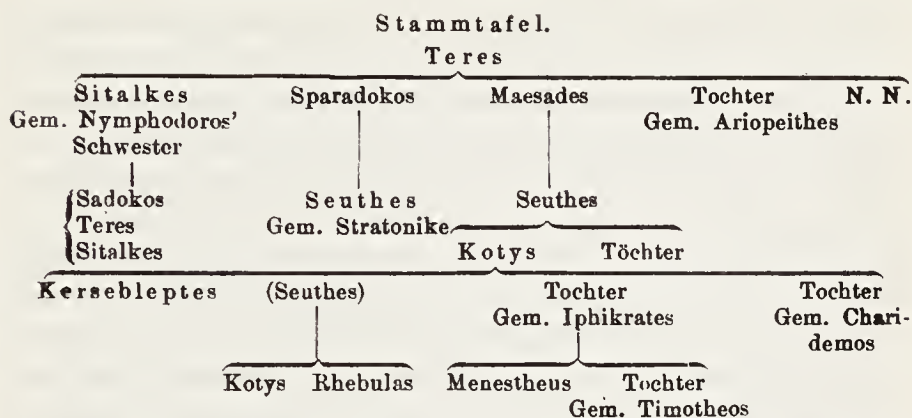 Stammtafel.
Teres
Sitalkes Sparadokos Maesades Tochter N. N.
Gem. Nymphodoros' Gem. Ariopeithes
Schwester
Sadokos Seuthes Seuthes
Teres Gem. Stratonike
Sitalkes Kotys Töchter
Kersebleptes (Seuthes) Tochter Tochter
Gem. Iphikrates Gem. Chari-
demos
Kotys Rhebulas Menestheus Tochter
Gem. Timotheos